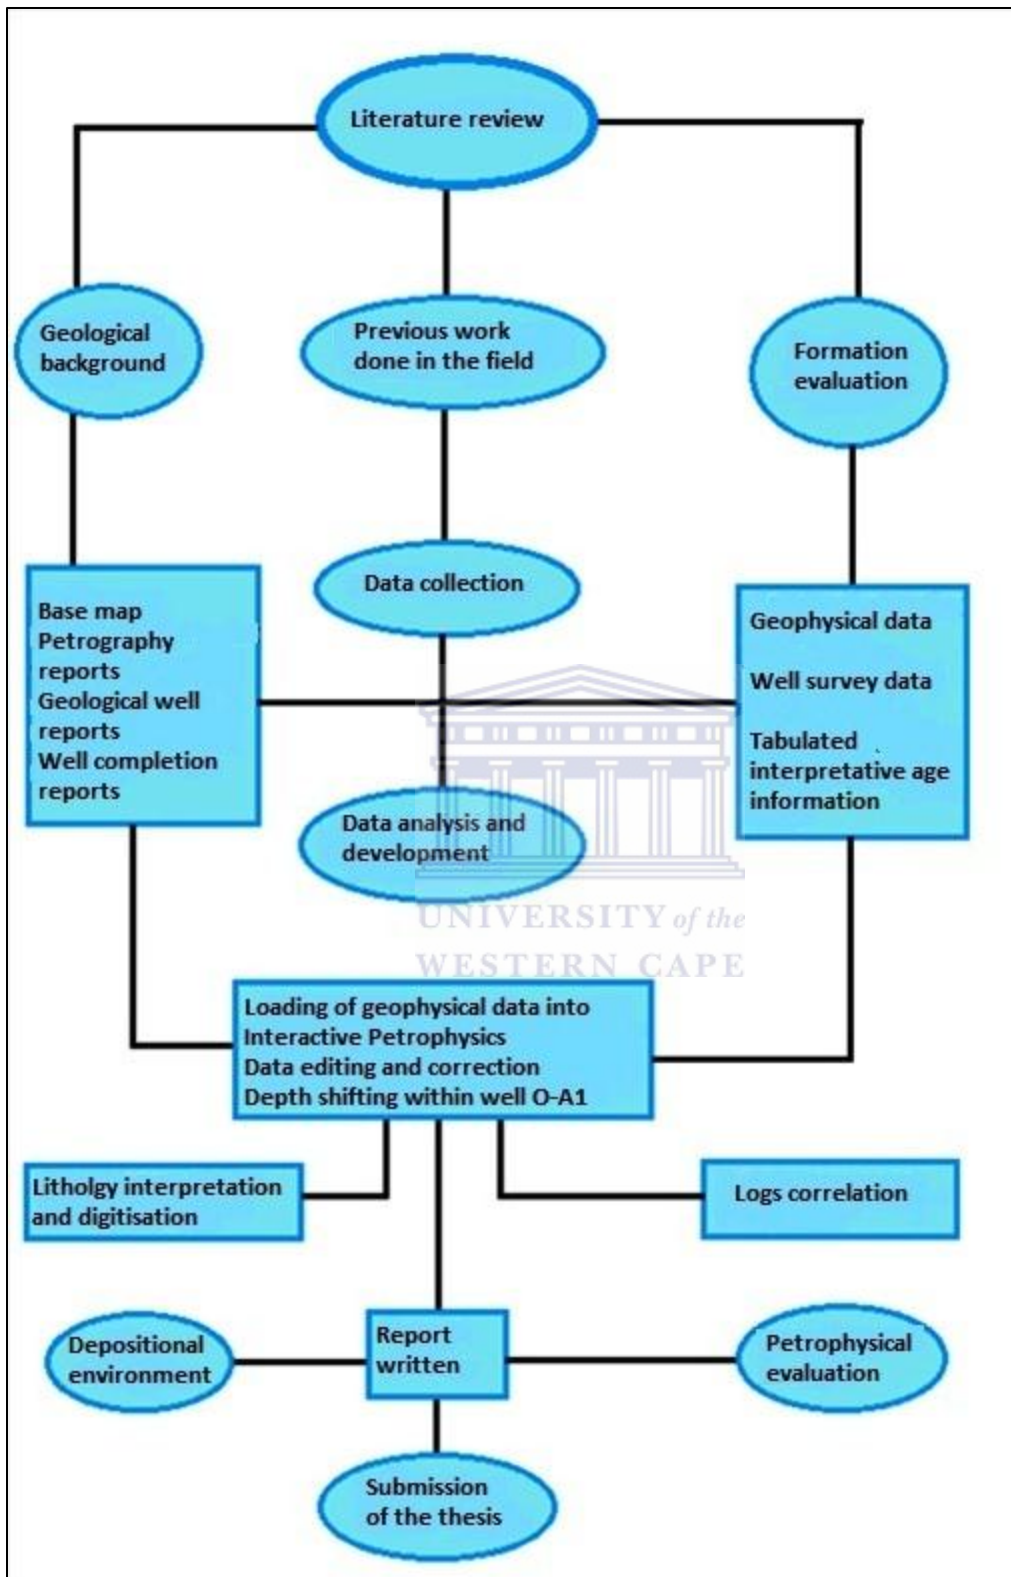 Literature review
Geological
background
Previous work
done in the field
Formation
evaluation
Data collection
Base map
Petrography
reports
Geological well
reports
Well completion
reports
Geophysical data
Well survey data
Tabulated
interpretative age
information
Data analysis and
development
UNIVERSITY of the
WESTERN CAPE
Loading of geophysical data into
Interactive Petrophysics
Data editing and correction
Depth shifting within well O-A1
Litholgy interpretation
and digitisation
Logs correlation
Depositional
environment
Report
written
Petrophysical
evaluation
Submission
of the thesis